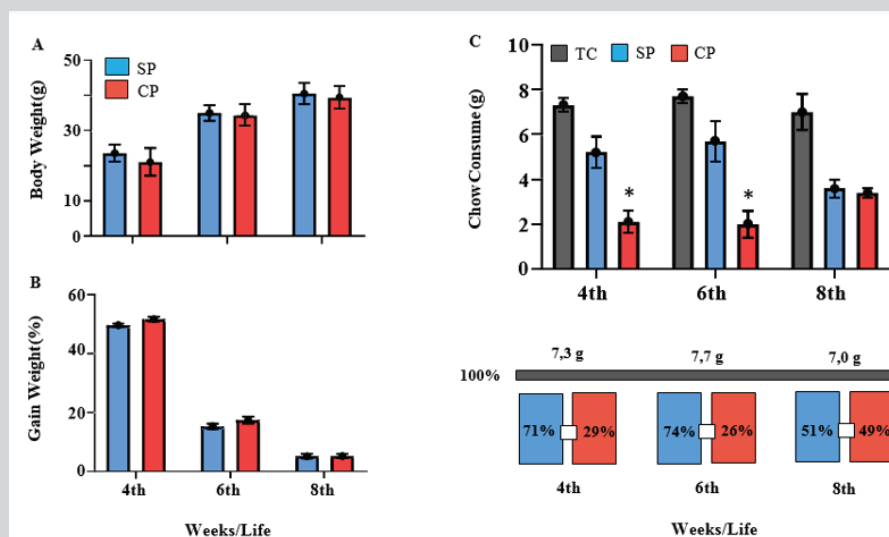 A
SP
CP
Body Weight(g)
50
30
10
0
B
Gain Weight(%)
60
40
20
0
4th 6th 8th
Weeks/Life
C
TC SP CP
Chow Consume(g)
10
8
6
4
2
0
* *
4th 6th 8th
7,3 g 7,7 g 7,0 g
100%
71% 29% 74% 26% 51% 49%
4th 6th 8th
Weeks/Life